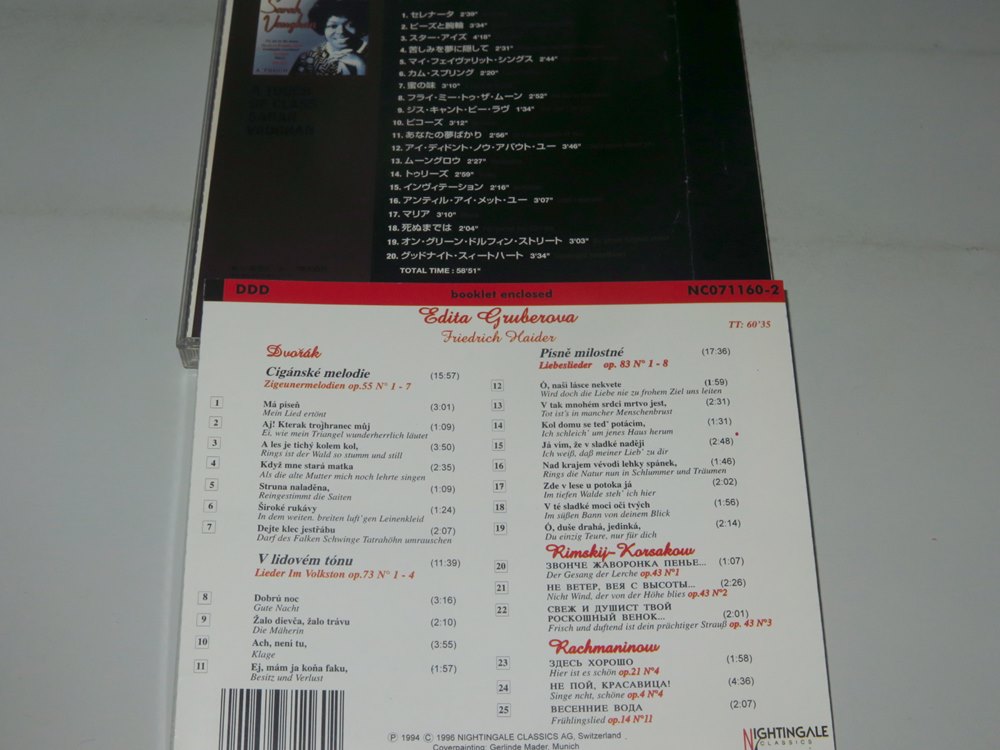 Sarah
Vaughan
A TOUCH
1. セレナータ 2'39"
2. ビーズと腕輪 3'34"
3. スター・アイズ 4'18"
4. 苦しみを夢に隠して 2'31"
5. マイ・フェイヴァリット・シングス 2'44"
6. カム・スプリング 2'20"
7. 蜜の味 3'10"
8. フライ・ミー・トゥ・ザ・ムーン 2'52"
9. ジス・キャント・ビー・ラヴ 1'34"
10. ビコーズ 3'12"
11. あなたの夢ばかり 2'56"
12. アイ・ディドント・ノウ・アバウト・ユー 3'46"
13. ムーングロウ 2'27"
14. トゥリーズ 2'59"
15. インヴィテーション 2'16"
16. アンティル・アイ・メット・ユー 3'07"
17. マリア 3'10"
18. 死ぬまでは 2'04"
19. オン・グリーン・ドルフィン・ストリート 3'03"
20. グッドナイト・スィートハート 3'34"
TOTAL TIME : 58'51"
DDD
booklet enclosed
NC071160-2
Edita Gruberova
Friedrich Haider
TT: 60'35
Dvořák
Cigánské melodie (15:57)
Zigeunermelodien op.55 N° 1 - 7
1 Má píseň (3:01)
Mein Lied ertönt
2 Aj! Kterak trojhranec můj (1:09)
Ei, wie mein Triangel wunderherrlich läutet
3 A les je tichý kolem kol, (3:50)
Rings ist der Wald so stumm und still
4 Když mne stará matka (2:35)
Als die alte Mutter mich noch lehrte singen
5 Struna naladěna, (1:09)
Reingestimmt die Saiten
6 Široké rukávy (1:24)
In dem weiten. breiten luft'gen Leinenkleid
7 Dejte klec jestřábu (2:07)
Darf des Falken Schwinge Tatrahöhn umrauschen
V lidovém tónu (11:39)
Lieder Im Volkston op.73 N° 1 - 4
8 Dobrú noc (3:16)
Gute Nacht
9 Žalo dievča, žalo trávu (2:10)
Die Mäherin
10 Ach, není tu, (3:55)
Klage
11 Ej, mám ja koňa faku, (1:57)
Besitz und Verlust
Písně milostné (17:36)
Liebeslieder op. 83 N° 1 - 8
12 Ó, naší lásce nekvete (1:59)
Wird doch die Liebe nie zu frohem Ziel uns leiten
13 V tak mnohém srdci mrtvo jest, (2:31)
Tot ist's in mancher Menschenbrust
14 Kol domu se teď potácím, (1:31)
Ich schleich' um jenes Haus herum
15 Já vím, že v sladké naději (2:48)
Ich weiß, daß meiner Lieb' zu dir
16 Nad krajem vévodí lehky spánek, (1:46)
Rings die Natur nun in Schlummer und Träumen
17 Zde v lese u potoka já (2:02)
Im tiefen Walde steh' ich hier
18 V té sladké moci očí tvých (1:56)
Im süßen Bann von deinem Blick
19 Ó, duše drahá, jedinká, (2:14)
Du einzig Teure, nur für dich
Rimskij-Korsakow
20 ЗВОНЧЕ ЖАВОРОНКА ПЕНЬЕ... (1:07)
Der Gesang der Lerche op.43 N°1
21 НЕ ВЕТЕР, ВЕЯ С ВЫСОТЫ... (2:26)
Nicht Wind, der von der Höhe blies op.43 N°2
22 СВЕЖ И ДУШИСТ ТВОЙ
РОСКОШНЫЙ ВЕНОК... (2:01)
Frisch und duftend ist dein prächtiger Strauß op. 43 N°3
Rachmaninow
23 ЗДЕСЬ ХОРОШО (1:58)
Hier ist es schön op.21 N°4
24 НЕ ПОЙ, КРАСАВИЦА! (4:36)
Singe ncht, schöne op.4 N°4
25 ВЕСЕННИЕ ВОДА (2:07)
Frühlingslied op.14 N°11
Ⓟ 1994 Ⓒ 1996 NIGHTINGALE CLASSICS AG, Switzerland
Coverpainting: Gerlinde Mader, Munich
NIGHTINGALE
CLASSICS